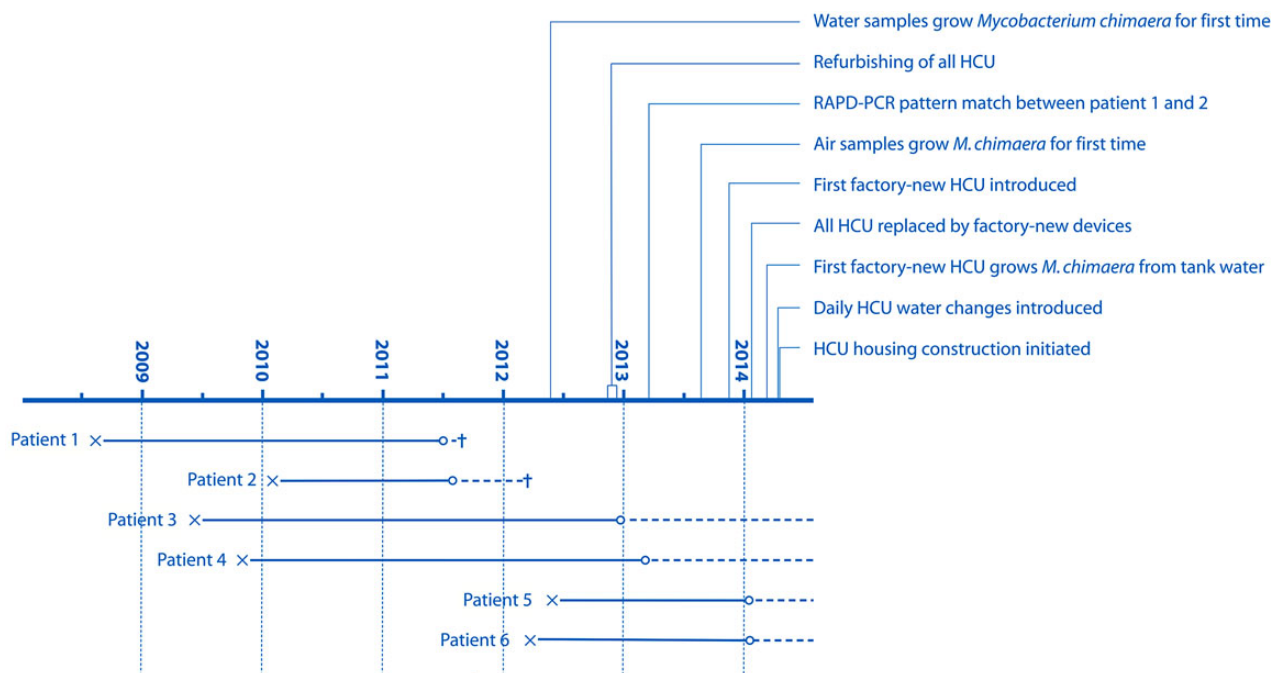 Water samples grow Mycobacterium chimaera for first time
Refurbishing of all HCU
RAPD-PCR pattern match between patient 1 and 2
Air samples grow M. chimaera for first time
First factory-new HCU introduced
All HCU replaced by factory-new devices
First factory-new HCU grows M. chimaera from tank water
Daily HCU water changes introduced
HCU housing construction initiated
2009
2010
2011
2012
2013
2014
Patient 1
Patient 2
Patient 3
Patient 4
Patient 5
Patient 6